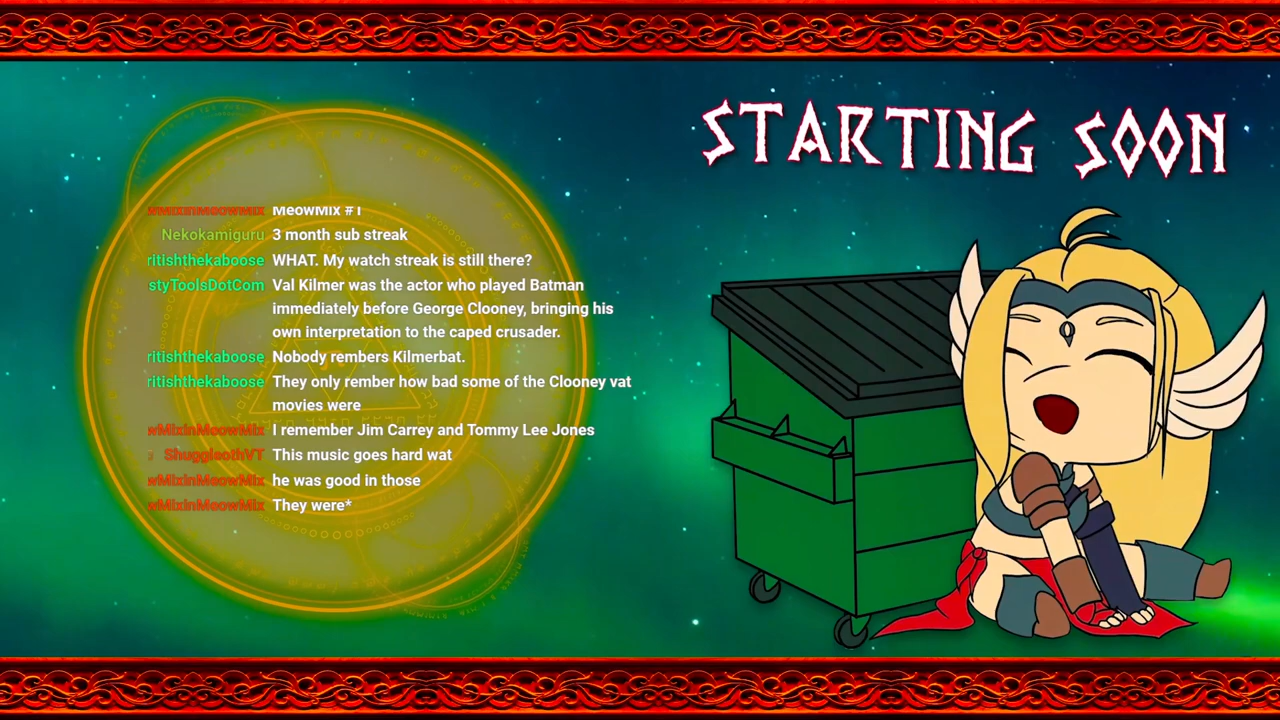 STARTING SOON
wMixInMeowMix MeowMix #1
Nekokamiguru 3 month sub streak
ritishthekaboose WHAT. My watch streak is still there?
styToolsDotCom Val Kilmer was the actor who played Batman
immediately before George Clooney, bringing his
own interpretation to the caped crusader.
ritishthekaboose Nobody rembers Kilmerbat.
ritishthekaboose They only rember how bad some of the Clooney vat
movies were
wMixInMeowMix I remember Jim Carrey and Tommy Lee Jones
ShuggleothVT This music goes hard wat
wMixInMeowMix he was good in those
wMixInMeowMix They were*